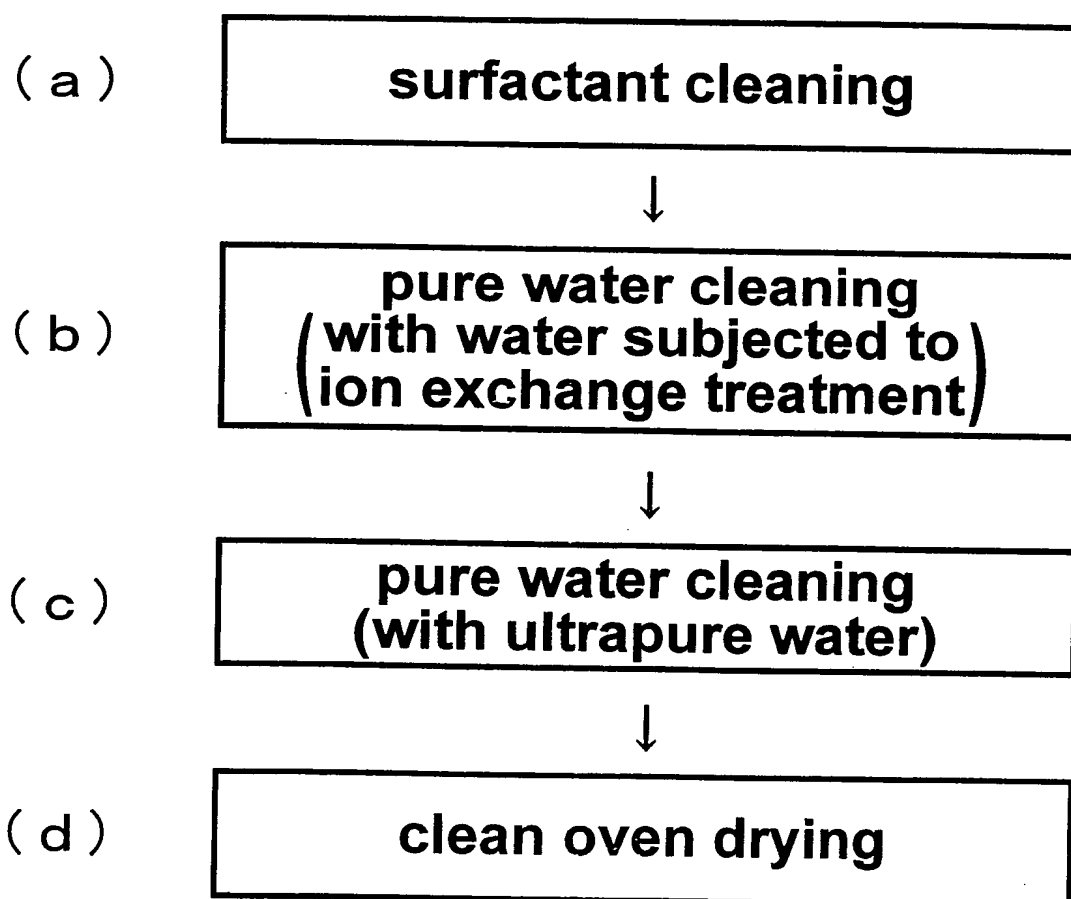 (a) surfactant cleaning
↓
(b) pure water cleaning
(with water subjected to
ion exchange treatment)
↓
(c) pure water cleaning
(with ultrapure water)
↓
(d) clean oven drying